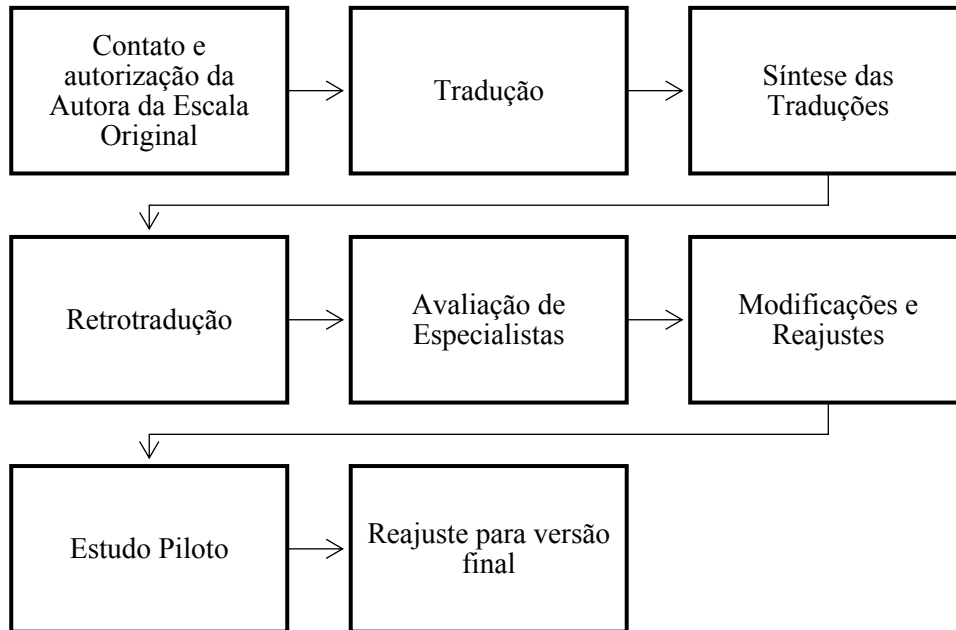 Contato e
autorização da
Autora da Escala
Original
Tradução
Síntese das
Traduções
Retrotradução
Avaliação de
Especialistas
Modificações e
Reajustes
Estudo Piloto
Reajuste para versão
final